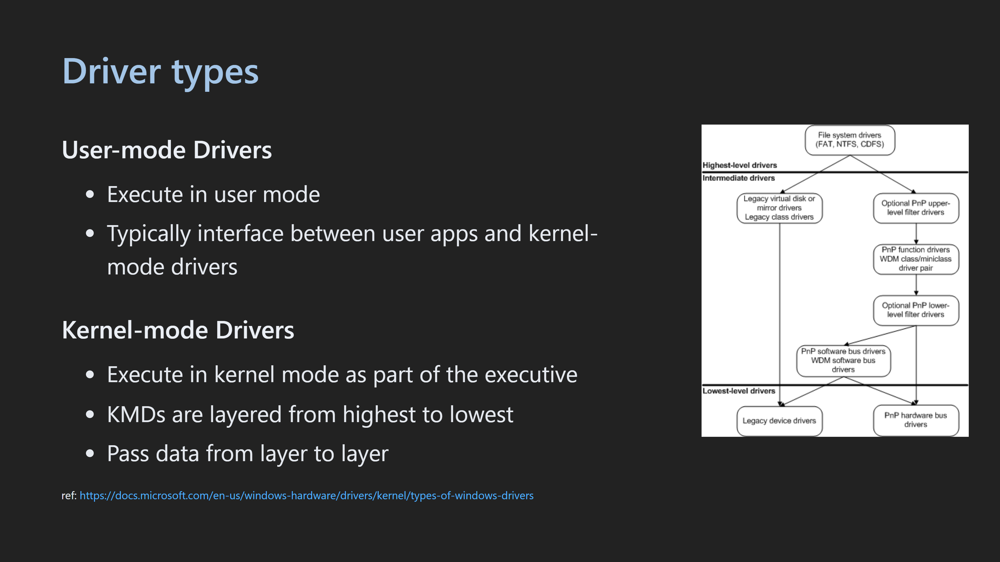 Driver types
User-mode Drivers
• Execute in user mode
• Typically interface between user apps and kernel-
mode drivers
Kernel-mode Drivers
• Execute in kernel mode as part of the executive
• KMDs are layered from highest to lowest
• Pass data from layer to layer
ref: https://docs.microsoft.com/en-us/windows-hardware/drivers/kernel/types-of-windows-drivers
File system drivers
(FAT, NTFS, CDFS)
Highest-level drivers
Intermediate drivers
Legacy virtual disk or
mirror drivers
Legacy class drivers
Optional PnP upper-
level filter drivers
PnP function drivers
WDM class/miniclass
driver pair
Optional PnP lower-
level filter drivers
PnP software bus drivers
WDM software bus
drivers
Lowest-level drivers
Legacy device drivers
PnP hardware bus
drivers